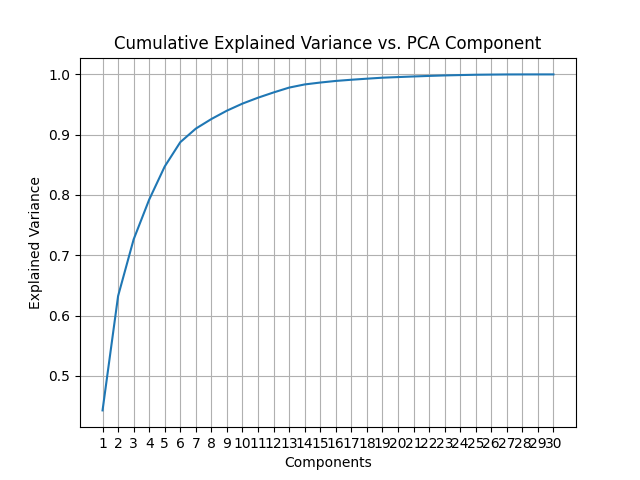 Cumulative Explained Variance vs. PCA Component
1.0
0.9
0.8
0.7
0.6
0.5
Explained Variance
1 2 3 4 5 6 7 8 9 10 11 12 13 14 15 16 17 18 19 20 21 22 23 24 25 26 27 28 29 30
Components